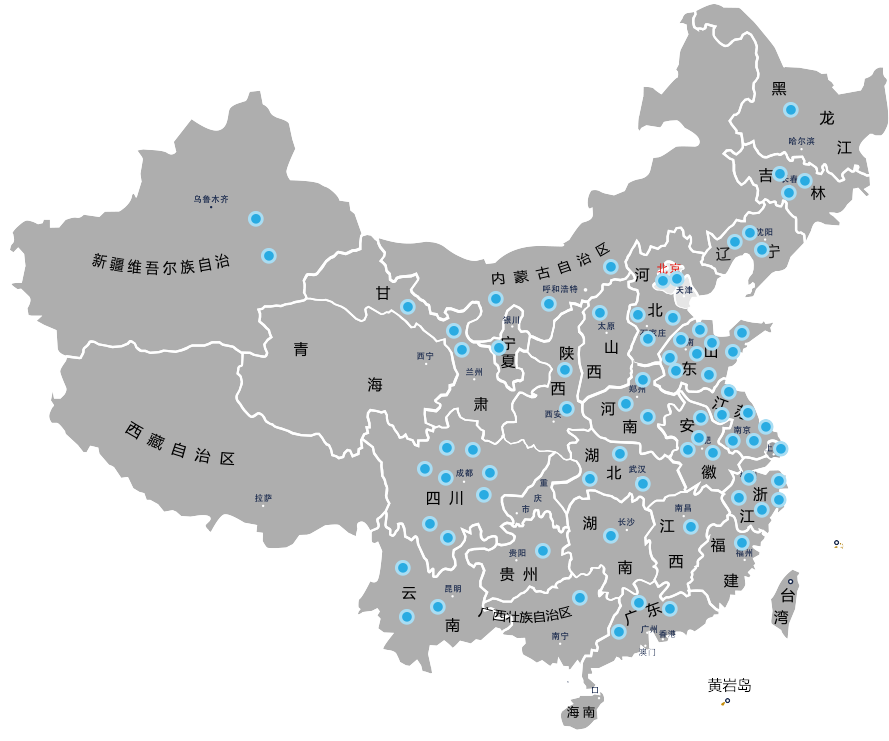 黑
龙
江
哈尔滨
吉
林
乌鲁木齐
新疆维吾尔族自治
内蒙古自治区
呼和浩特
辽
宁
沈阳
河
北
北京
天津
甘
肃
银川
宁
夏
太原
山
西
山
东
青
海
西宁
兰州
陕
西
西安
郑州
河
南
江
南京
安
徽
西藏自治区
拉萨
四川
成都
重
庆
市
湖
北
武汉
浙
江
湖
南
长沙
南昌
江
西
福
建
福州
贵阳
贵州
云
南
昆明
广西壮族自治区
南宁
广东
广州
香港
澳门
台
湾
口
海南
黄岩岛